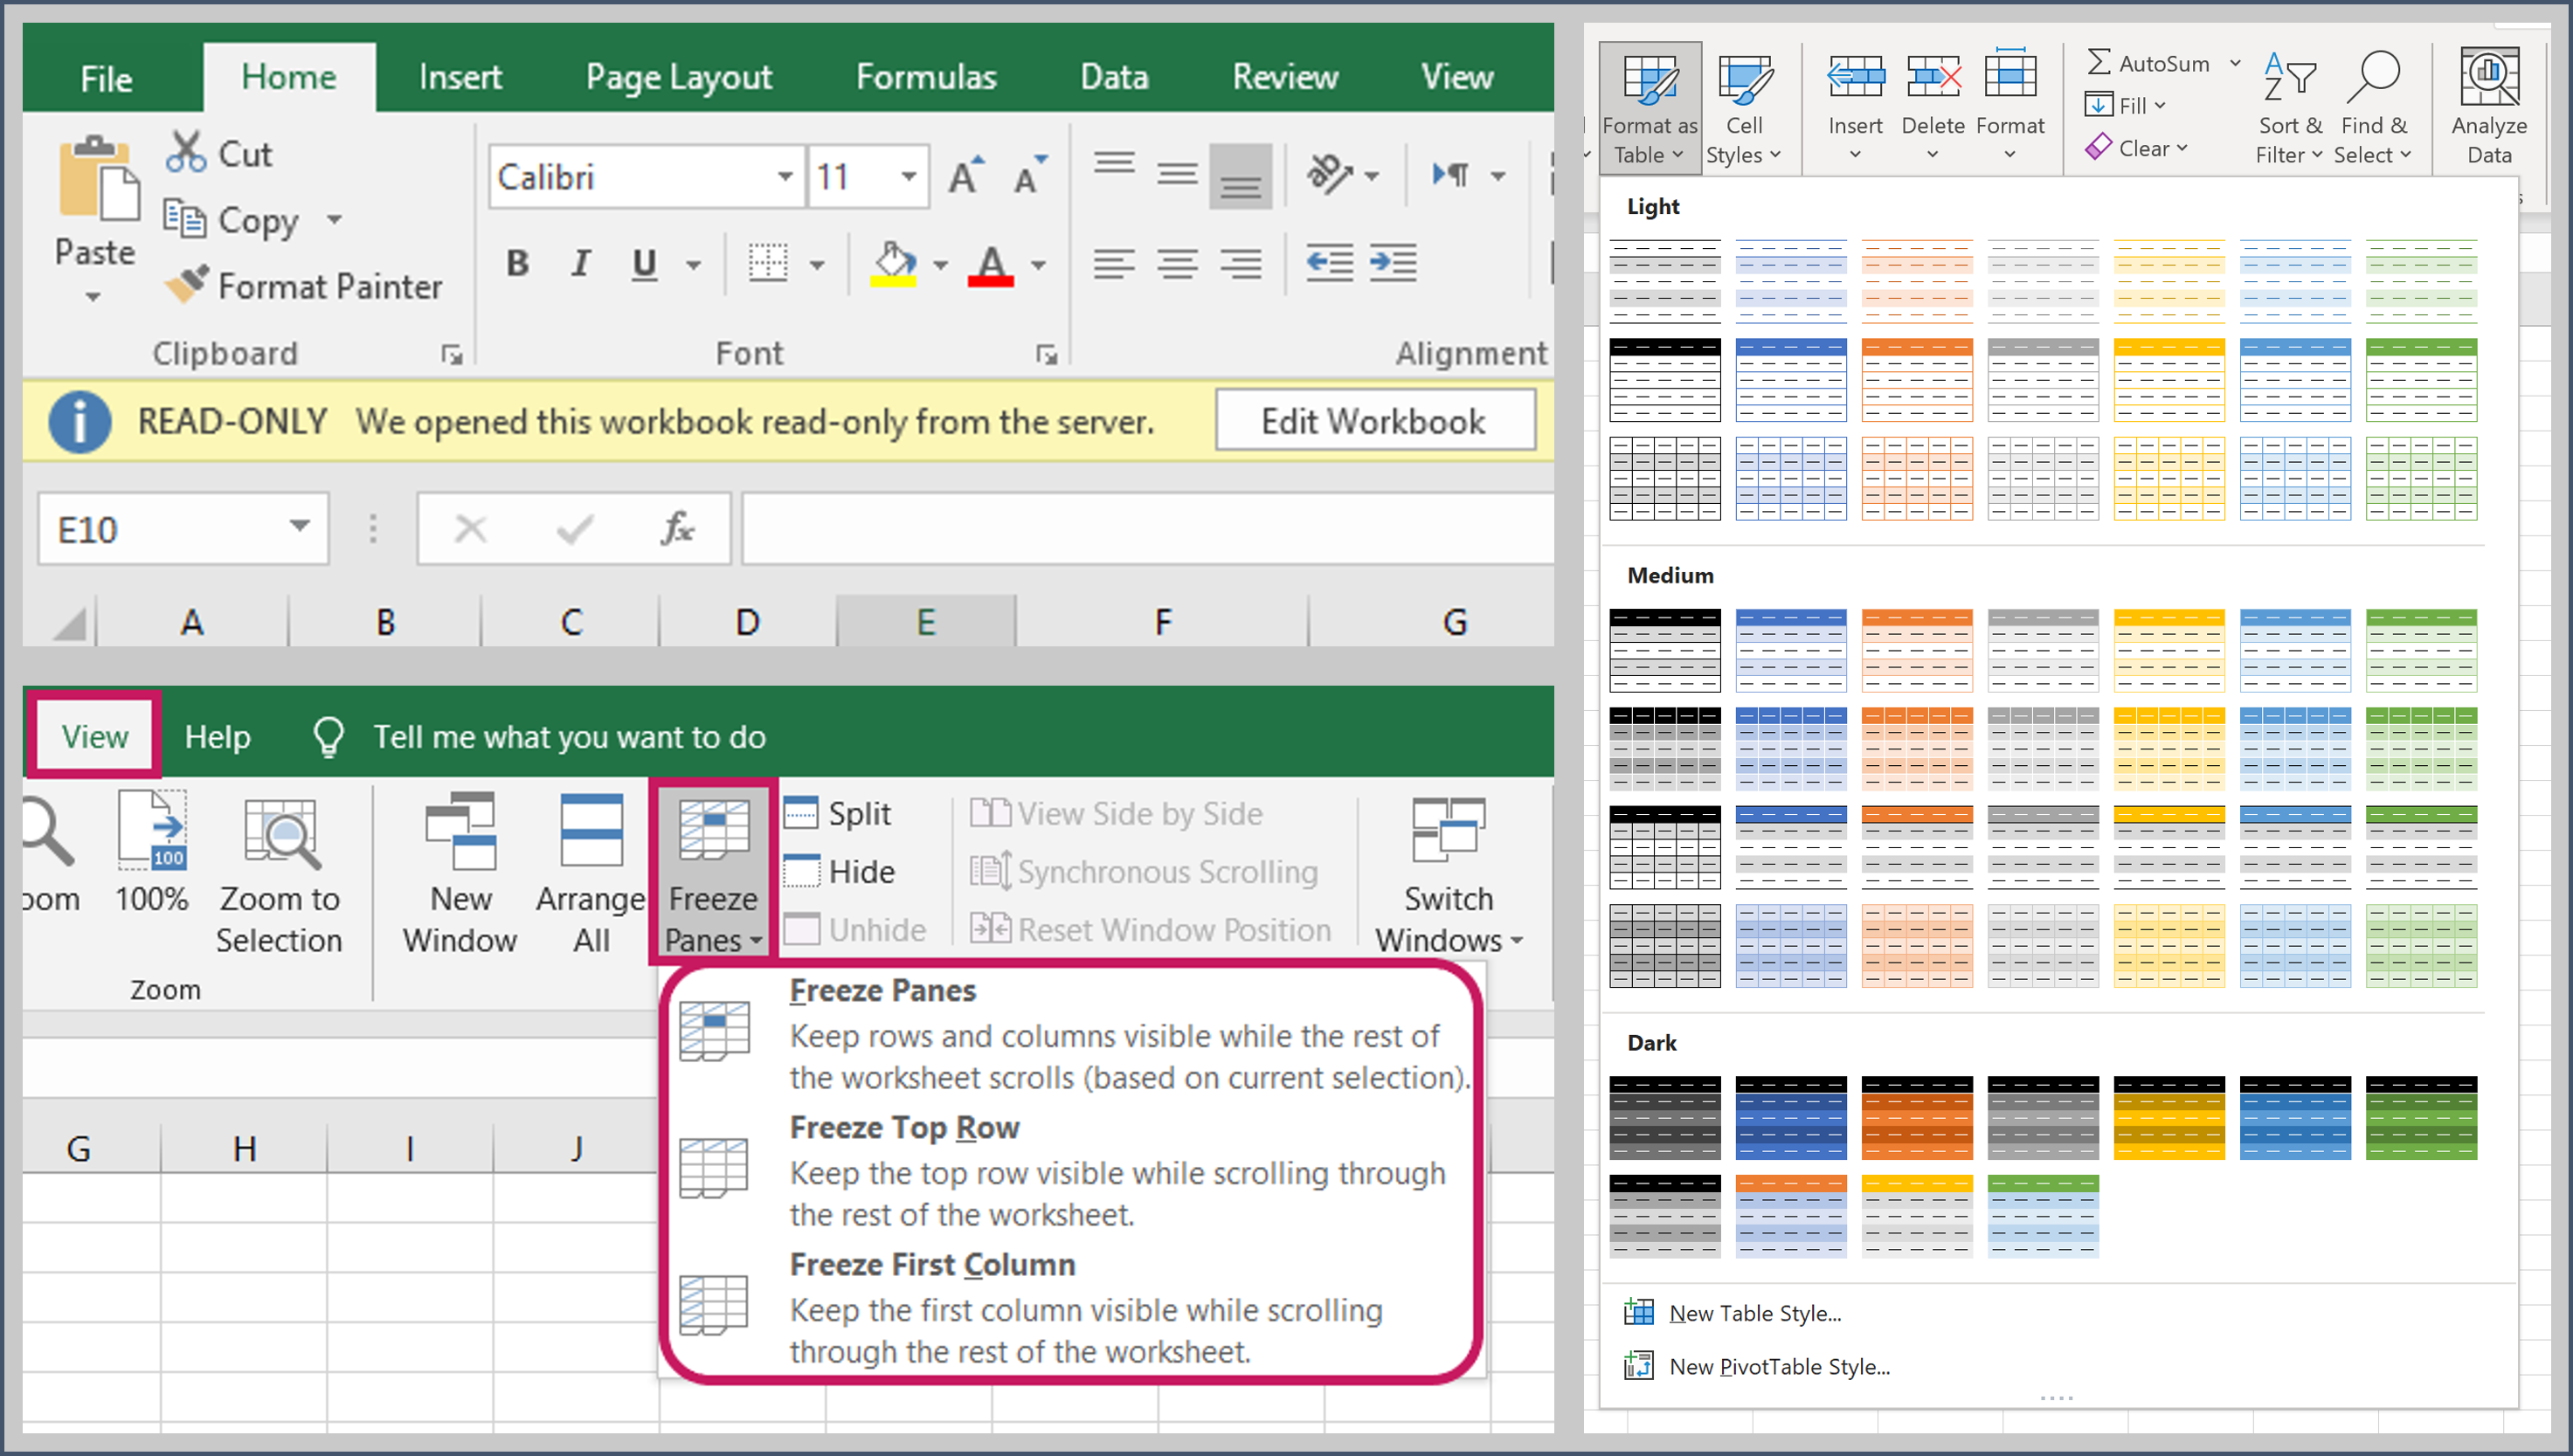 File Home Insert Page Layout Formulas Data Review View
Paste
Cut
Copy
Format Painter
Clipboard
Calibri 11
A A
B I U A
Font
ab
Alignment
READ-ONLY We opened this workbook read-only from the server. Edit Workbook
E10 fx
A B C D E F G
View Help Tell me what you want to do
100
100%
Zoom to
Selection
Zoom
New
Window
Arrange
All
Freeze
Panes
Split
Hide
Unhide
View Side by Side
Synchronous Scrolling
Reset Window Position
Switch
Windows
Freeze Panes
Keep rows and columns visible while the rest of
the worksheet scrolls (based on current selection).
Freeze Top Row
Keep the top row visible while scrolling through
the rest of the worksheet.
Freeze First Column
Keep the first column visible while scrolling
through the rest of the worksheet.
G H I J
Format as
Table
Cell
Styles
Insert
Delete
Format
AutoSum
Fill
Clear
A
Z
Sort &
Filter
Find &
Select
Analyze
Data
Light
Medium
Dark
New Table Style...
New PivotTable Style...